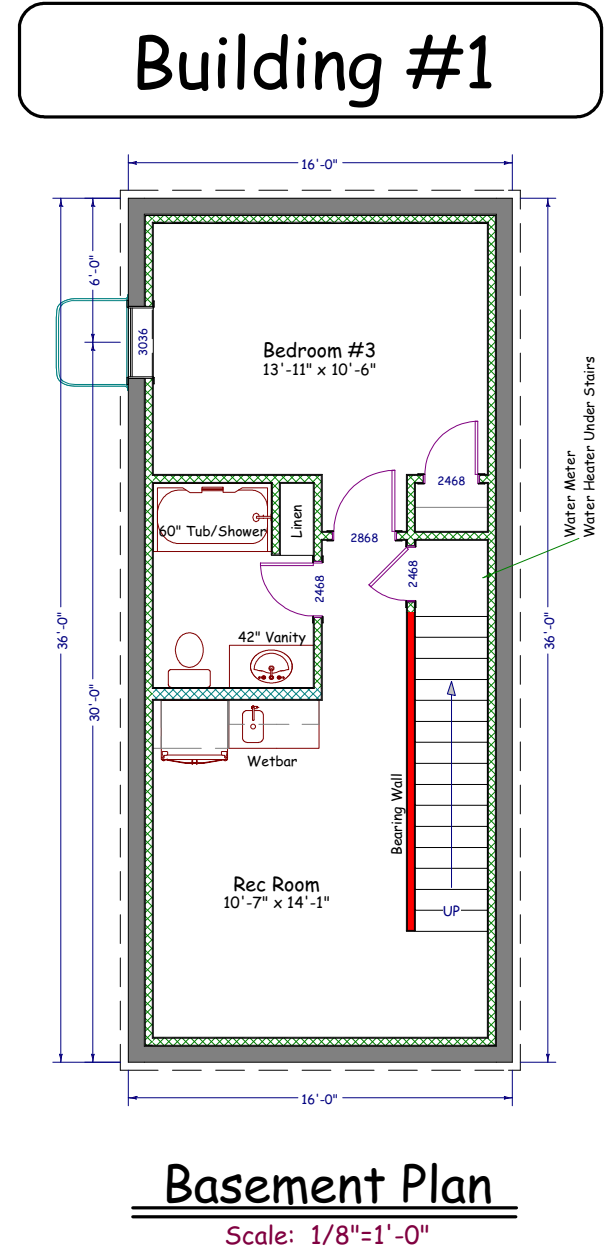 Building #1
16'-0"
6'-0"
3036
Bedroom #3
13'-11" x 10'-6"
Water Meter
Water Heater Under Stairs
2468
60" Tub/Shower
Linen
2868
2468
2468
36'-0"
30'-0"
36'-0"
42" Vanity
Wetbar
Bearing Wall
Rec Room
10'-7" x 14'-1"
UP
16'-0"
Basement Plan
Scale: 1/8"=1'-0"